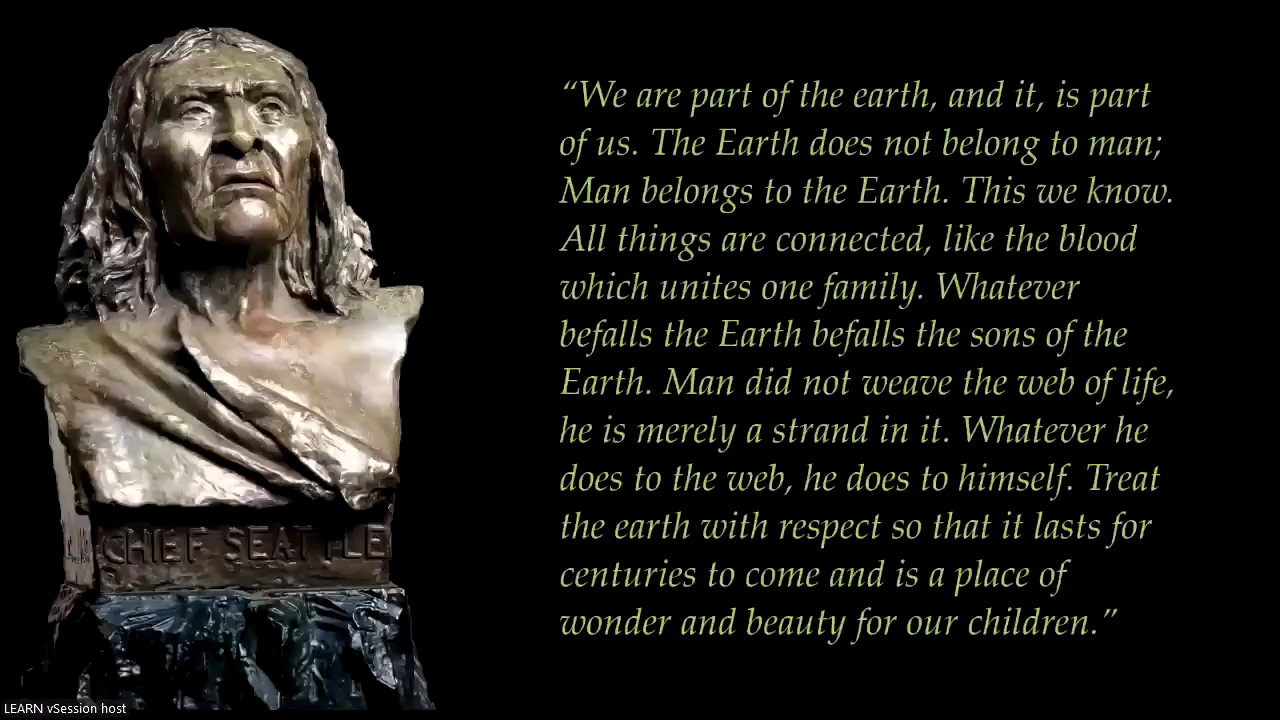 “We are part of the earth, and it, is part
of us. The Earth does not belong to man;
Man belongs to the Earth. This we know.
All things are connected, like the blood
which unites one family. Whatever
befalls the Earth befalls the sons of the
Earth. Man did not weave the web of life,
he is merely a strand in it. Whatever he
does to the web, he does to himself. Treat
the earth with respect so that it lasts for
centuries to come and is a place of
wonder and beauty for our children.”
CHIEF SEATTLE
LEARN vSession host